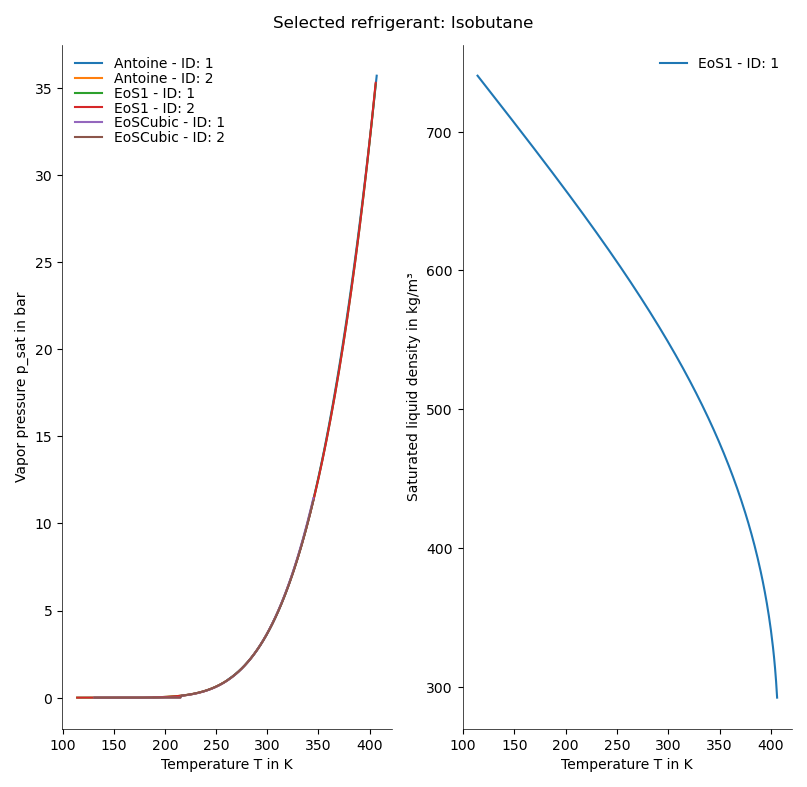 Selected refrigerant: Isobutane
Antoine - ID: 1
Antoine - ID: 2
EoS1 - ID: 1
EoS1 - ID: 2
EoSCubic - ID: 1
EoSCubic - ID: 2
35
30
25
20
15
10
5
0
Vapor pressure p_sat in bar
100 150 200 250 300 350 400
Temperature T in K
EoS1 - ID: 1
700
600
500
400
300
Saturated liquid density in kg/m³
100 150 200 250 300 350 400
Temperature T in K